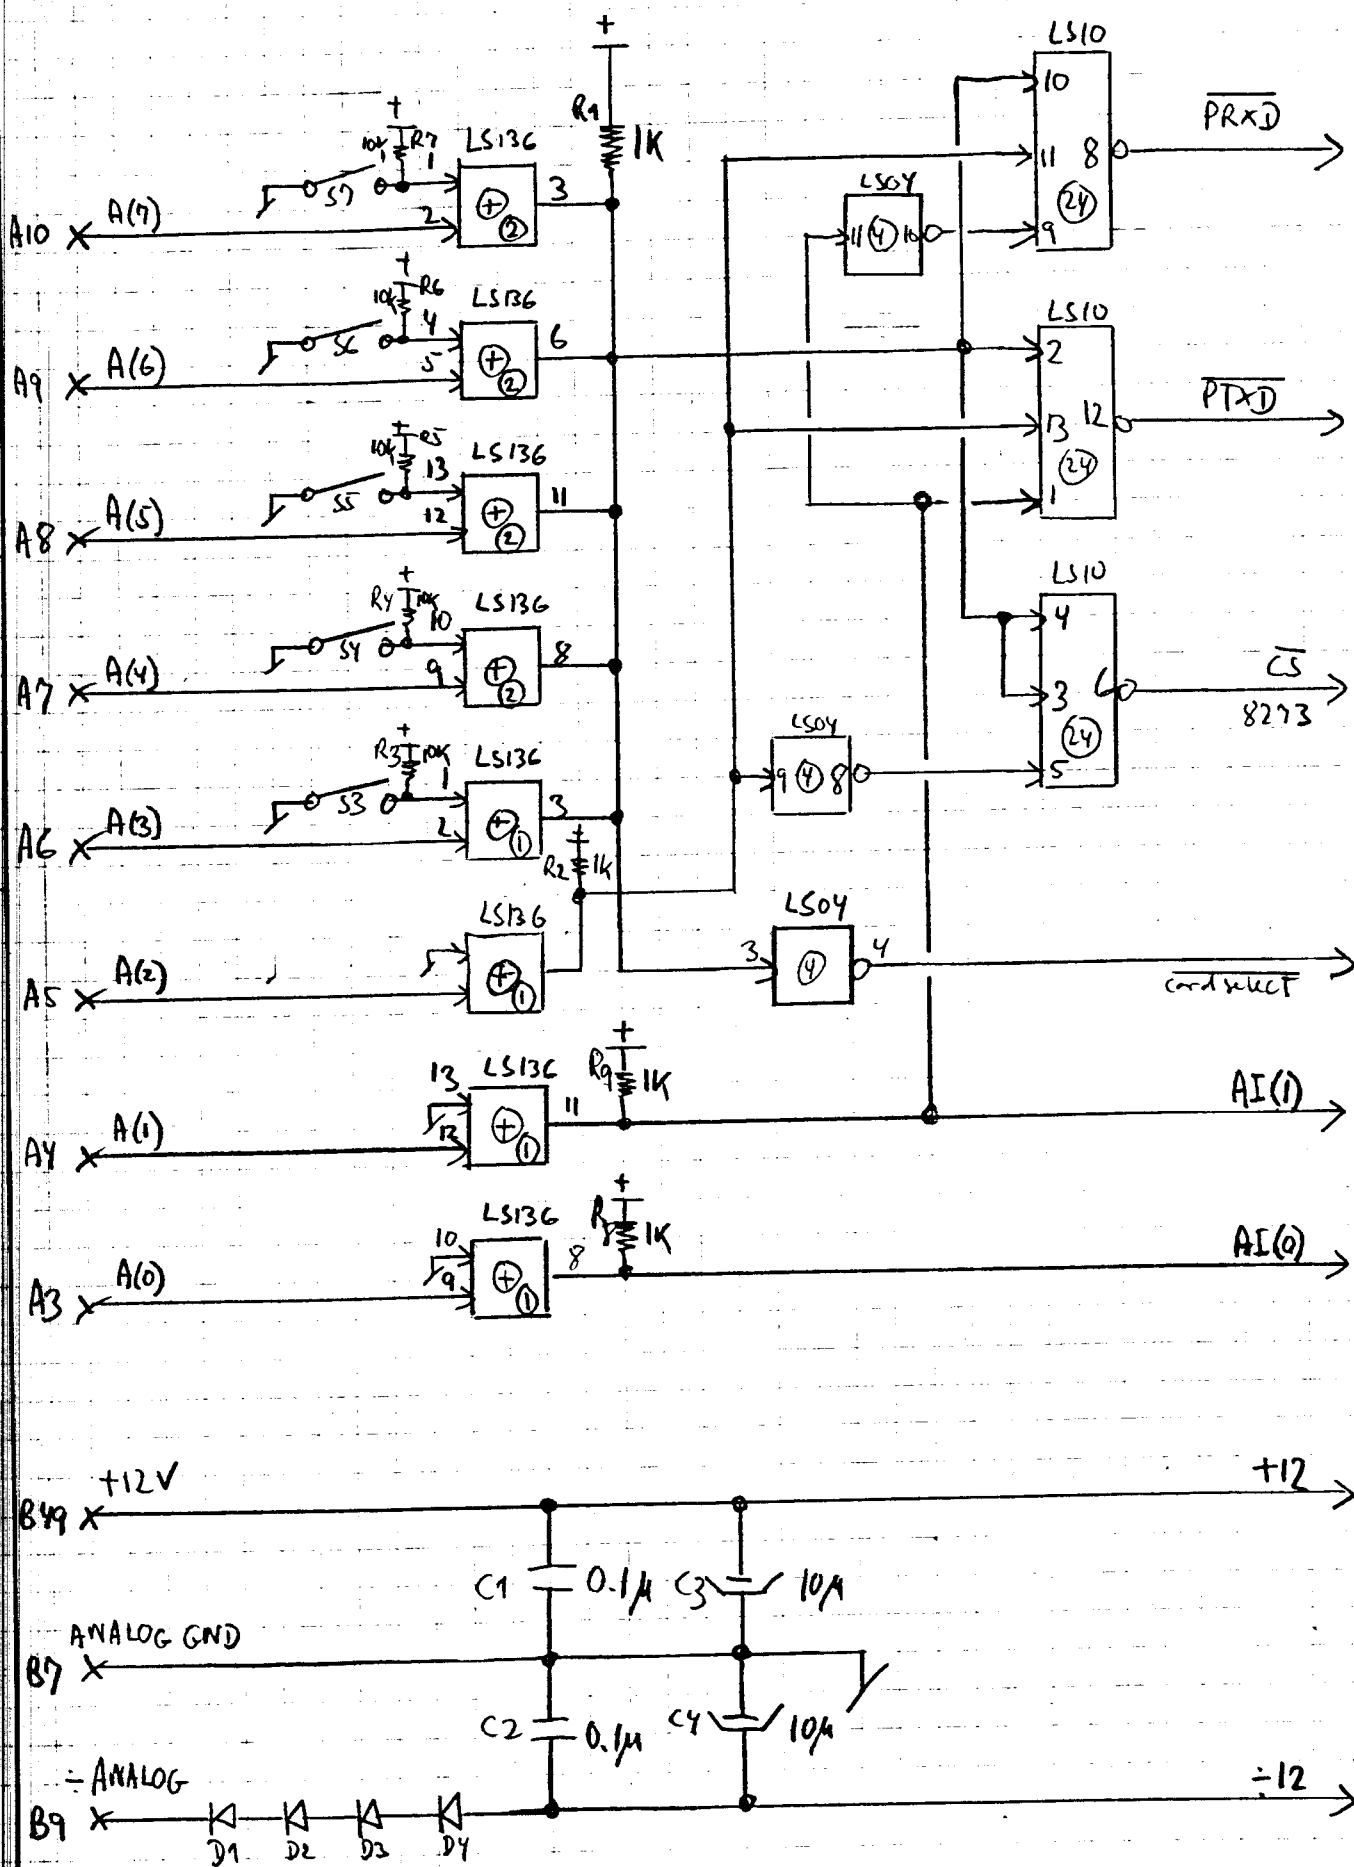 +
LS10
10
PRXD
R1
1K
+
10K
R7
1
LS136
3
S7
11
8
24
LS04
A10
A(7)
2
+
2
11
4
10
9
+
10K
R6
4
LS136
6
LS10
2
A9
A(6)
S6
5
+
2
PTXD
13
12
24
+
10K
R5
13
LS136
11
1
S5
A8
A(5)
12
+
2
LS10
4
+
R4
10K
10
LS136
8
CS
S4
3
6
8273
A7
A(4)
9
+
2
LS04
24
+
R3
10K
1
LS136
3
9
4
8
5
S3
A6
A(3)
2
+
1
+
R2
1K
LS136
LS04
3
4
4
A5
A(2)
+
1
card select
+
LS136
R9
1K
13
11
AI(1)
A4
A(1)
12
+
1
+
LS136
R8
1K
10
8
AI(0)
A3
A(0)
9
+
1
+12V
+12
B49
C1
0.1µ
C3
10µ
ANALOG GND
B7
C2
0.1µ
C4
10µ
÷ ANALOG
÷12
B9
D1
D2
D3
D4